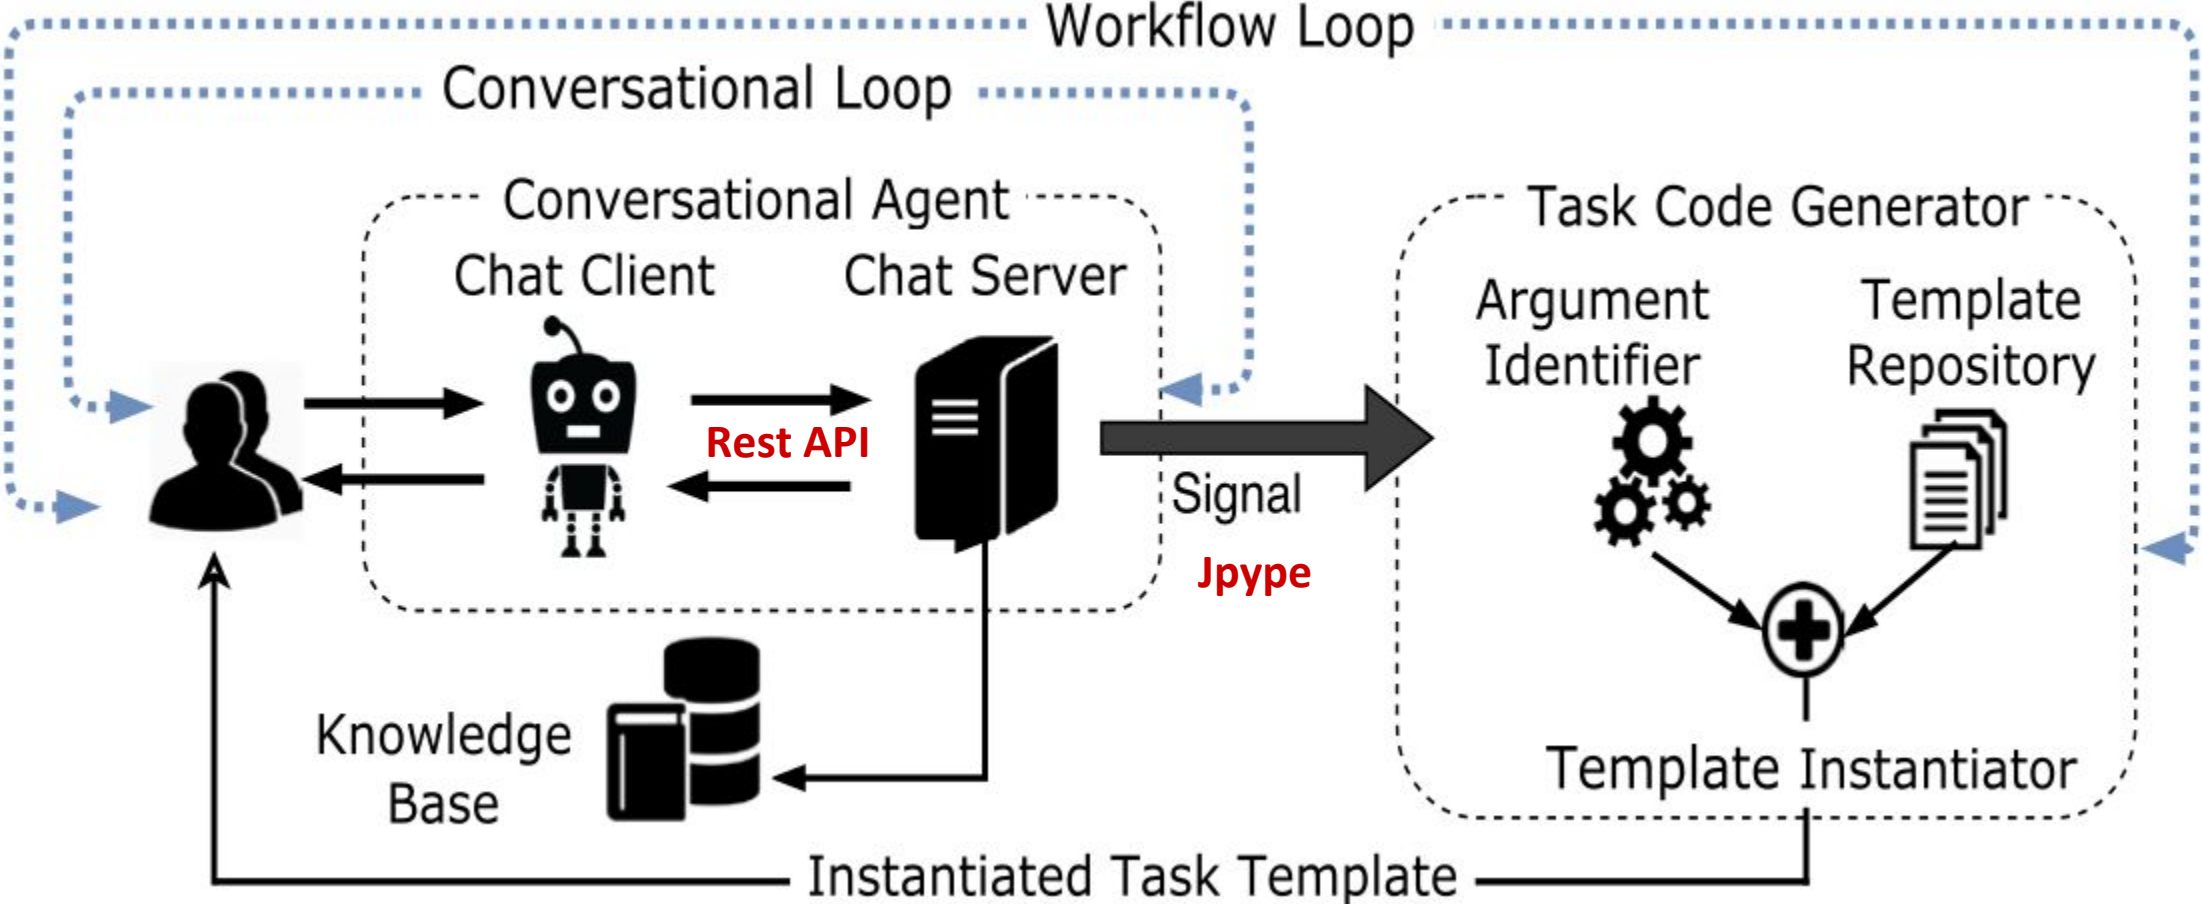 Workflow Loop
Conversational Loop
Conversational Agent
Chat Client
Chat Server
Rest API
Signal
Jpype
Task Code Generator
Argument
Identifier
Template
Repository
Template Instantiator
Knowledge
Base
Instantiated Task Template